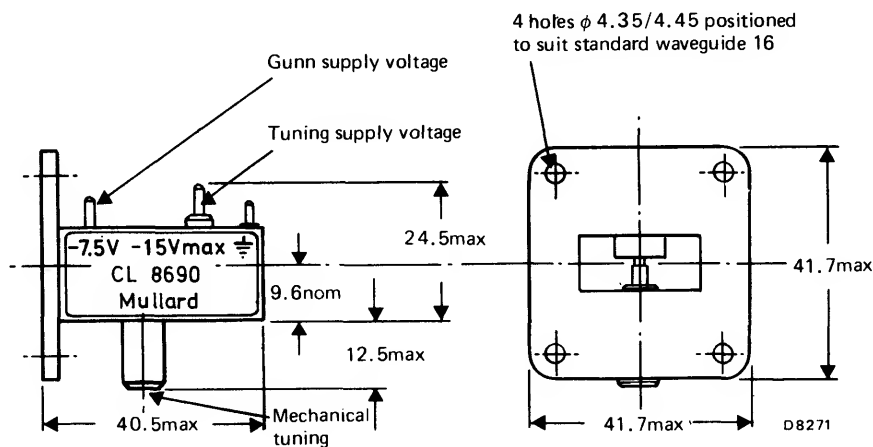 4 holes ϕ 4.35/4.45 positioned
to suit standard waveguide 16
Gunn supply voltage
Tuning supply voltage
-7.5V -15Vmax ⏚
CL 8690
Mullard
24.5max
9.6nom
12.5max
40.5max
Mechanical
tuning
41.7max
41.7max
D8271